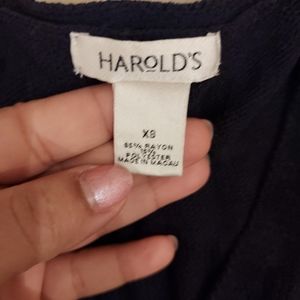 HAROLD'S
XS
85% RAYON
15%
POLYESTER
MADE IN MACAU